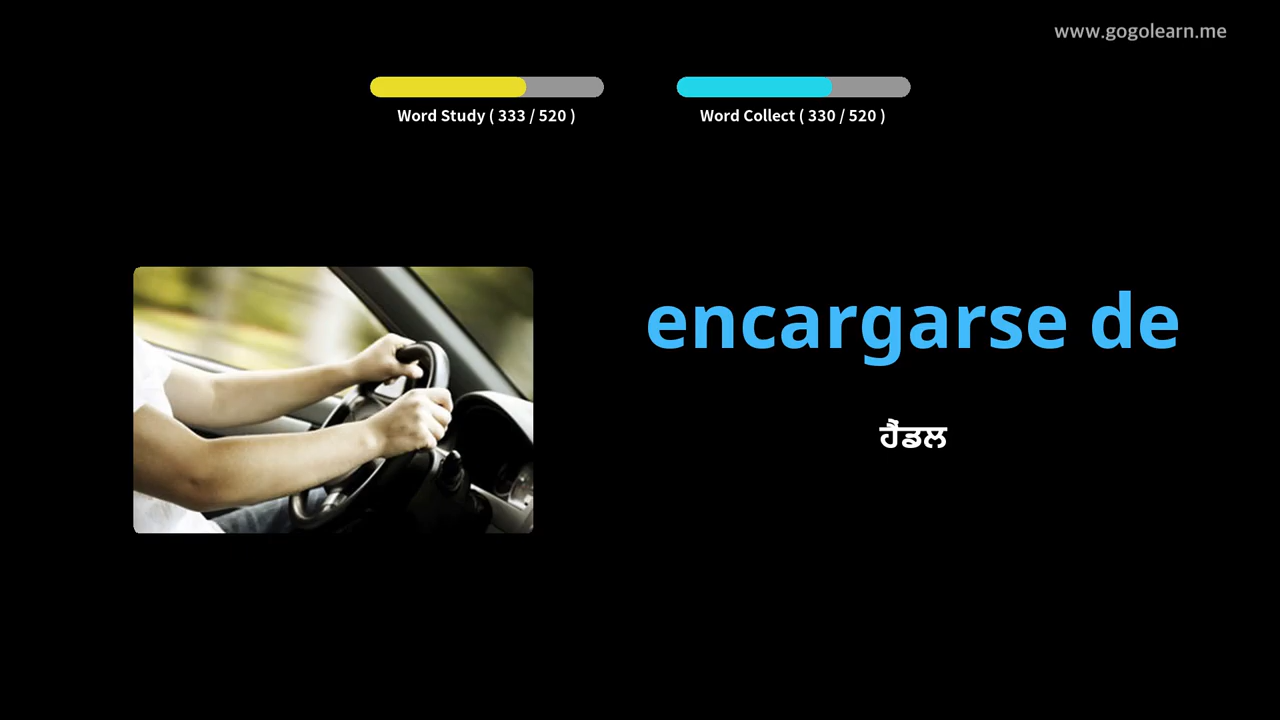 www.gogolearn.me
Word Study ( 333 / 520 )
Word Collect ( 330 / 520 )
encargarse de
ਹੈਂਡਲ